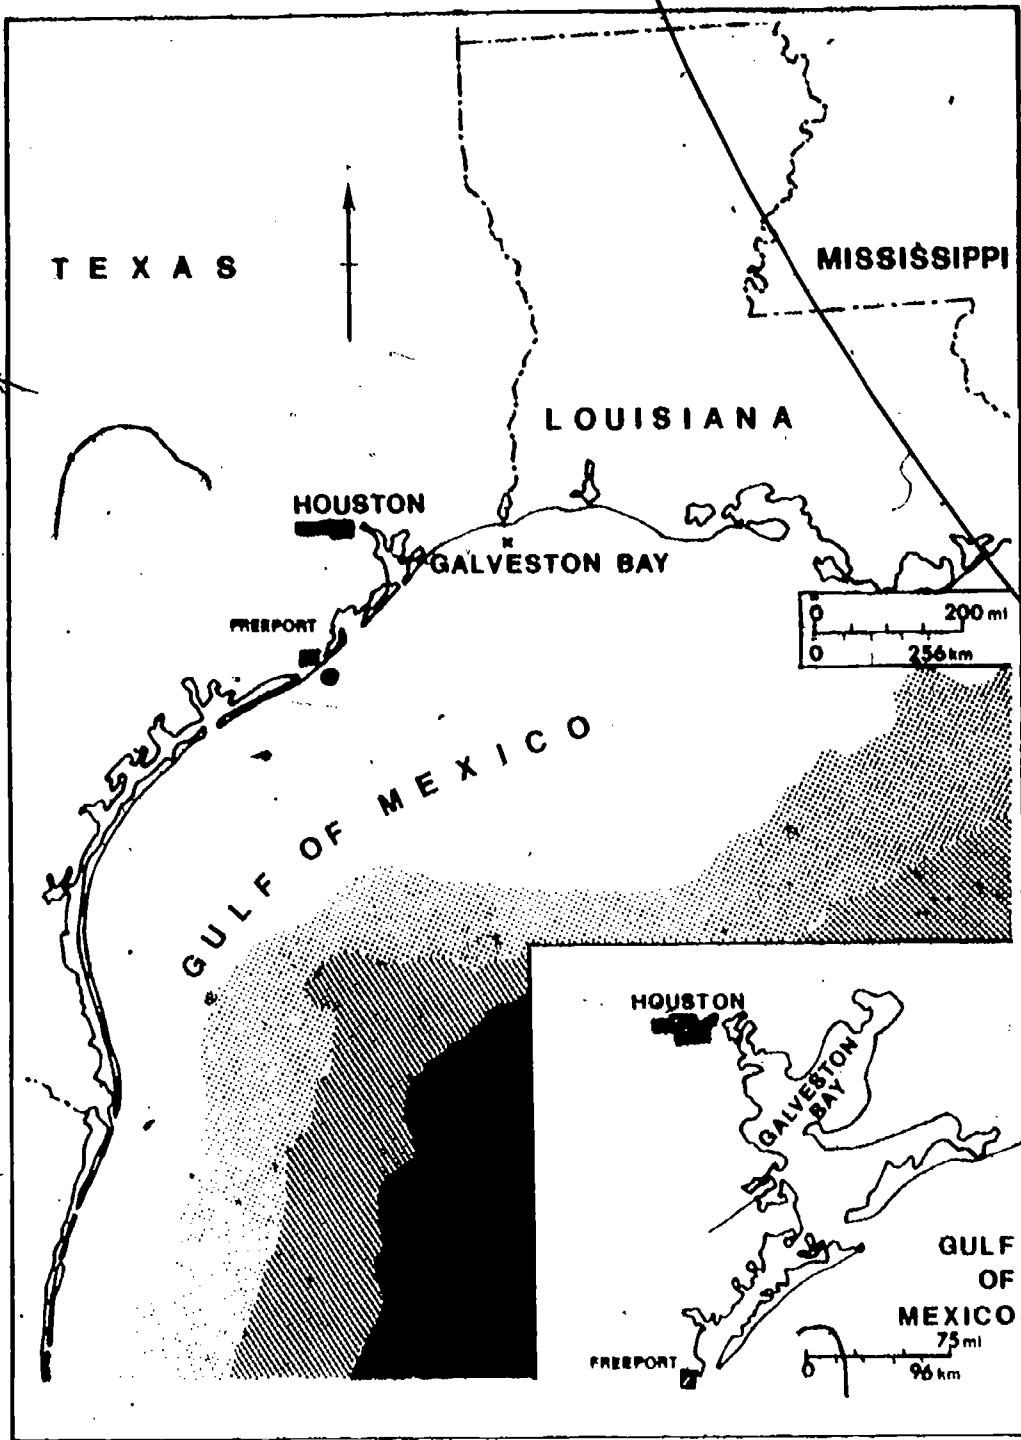 TEXAS
MISSISSIPPI
LOUISIANA
HOUSTON
GALVESTON BAY
FREEPORT
0 200 mi
0 256 km
GULF OF MEXICO
HOUSTON
GALVESTON
BAY
GULF
OF
MEXICO
75 mi
0 96 km
FREEPORT